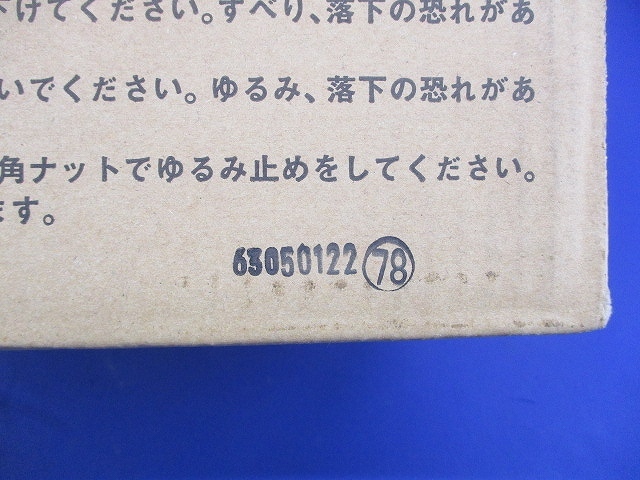 けてください。すべり、落下の恐れがあ
いでください。ゆるみ、落下の恐れがあ
角ナットでゆるみ止めをしてください。
ます。
63050122 78